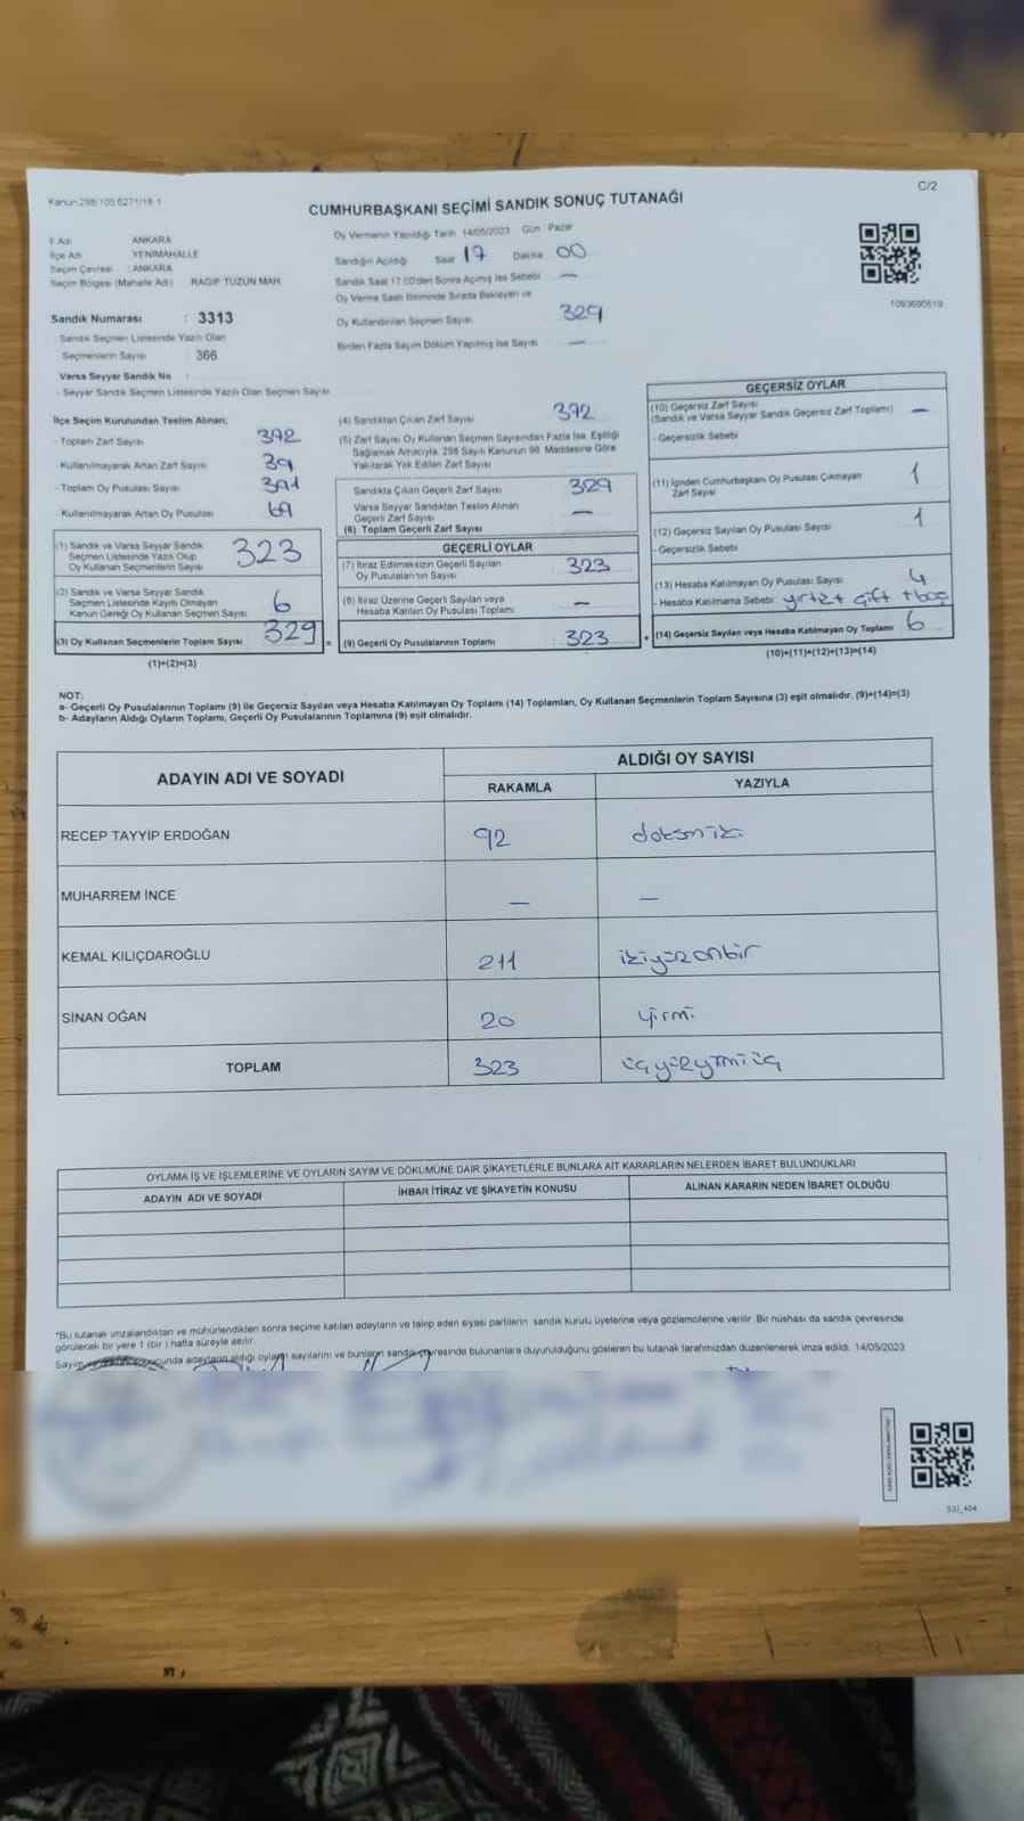 Kanun 298/105 6271/18-1
C/2
CUMHURBAŞKANI SEÇİMİ SANDIK SONUÇ TUTANAĞI
İl Adı ANKARA
İlçe Adı YENİMAHALLE
Seçim Çevresi : ANKARA
Seçim Bölgesi (Mahalle Adı) RAGIP TÜZÜN MAH.
Oy Vermenin Yapıldığı Tarih 14/05/2023 Gün Pazar
Sandığın Açıldığı Saat 17 Dakika 00
Sandık Saat 17:00'den Sonra Açılmış İse Sebebi —
Oy Verme Saati Bitiminde Sırada Bekleyen ve
Oy Kullandırılan Seçmen Sayısı 329
Birden Fazla Seçim Döküm Yapılmış İse Sayısı —
1093690619
Sandık Numarası : 3313
Sandık Seçmen Listesinde Yazılı Olan
Seçmenlerin Sayısı 366
Varsa Seyyar Sandık No :
- Seyyar Sandık Seçmen Listesinde Yazılı Olan Seçmen Sayısı
İlçe Seçim Kurulundan Teslim Alınan;
- Toplam Zarf Sayısı 392
- Kullanılmayarak Artan Zarf Sayısı 39
- Toplam Oy Pusulası Sayısı 391
- Kullanılmayarak Artan Oy Pusulası 69
(1) Sandık ve Varsa Seyyar Sandık
Seçmen Listesinde Yazılı Olup
Oy Kullanan Seçmenlerin Sayısı 323
(2) Sandık ve Varsa Seyyar Sandık
Seçmen Listesinde Kayıtlı Olmayan
Kanun Gereği Oy Kullanan Seçmen Sayısı 6
(3) Oy Kullanan Seçmenlerin Toplam Sayısı 329 =
(1)+(2)=(3)
(4) Sandıktan Çıkan Zarf Sayısı 392
(5) Zarf Sayısı Oy Kullanan Seçmen Sayısından Fazla İse, Eşitliği
Sağlamak Amacıyla, 298 Sayılı Kanunun 98. Maddesine Göre
Yakılarak Yok Edilen Zarf Sayısı
Sandıkta Çıkan Geçerli Zarf Sayısı 329
Varsa Seyyar Sandıktan Teslim Alınan
Geçerli Zarf Sayısı —
(6) Toplam Geçerli Zarf Sayısı
GEÇERLİ OYLAR
(7) İtiraz Edilmeksizin Geçerli Sayılan
Oy Pusulalarının Sayısı 323
(8) İtiraz Üzerine Geçerli Sayılan veya
Hesaba Katılan Oy Pusulası Toplamı —
(9) Geçerli Oy Pusulalarının Toplamı 323 +
GEÇERSİZ OYLAR
(10) Geçersiz Zarf Sayısı
(Sandık ve Varsa Seyyar Sandık Geçersiz Zarf Toplamı) —
- Geçersizlik Sebebi
(11) İçinden Cumhurbaşkanı Oy Pusulası Çıkmayan
Zarf Sayısı 1
(12) Geçersiz Sayılan Oy Pusulası Sayısı 1
- Geçersizlik Sebebi
(13) Hesaba Katılmayan Oy Pusulası Sayısı 4
- Hesaba Katılmama Sebebi yırtık çift +boş
(14) Geçersiz Sayılan veya Hesaba Katılmayan Oy Toplamı 6
(10)+(11)+(12)+(13)=(14)
NOT:
a- Geçerli Oy Pusulalarının Toplamı (9) ile Geçersiz Sayılan veya Hesaba Katılmayan Oy Toplamı (14) Toplamları, Oy Kullanan Seçmenlerin Toplam Sayısına (3) eşit olmalıdır. (9)+(14)=(3)
b- Adayların Aldığı Oyların Toplamı, Geçerli Oy Pusulalarının Toplamına (9) eşit olmalıdır.
ADAYIN ADI VE SOYADI
ALDIĞI OY SAYISI
RAKAMLA YAZIYLA
RECEP TAYYİP ERDOĞAN 92 doksniki
MUHARREM İNCE — —
KEMAL KILIÇDAROĞLU 211 ikiyüzonbir
SİNAN OĞAN 20 yirmi
TOPLAM 323 üçyüzyrmiüç
OYLAMA İŞ VE İŞLEMLERİNE VE OYLARIN SAYIM VE DÖKÜMÜNE DAİR ŞİKAYETLERLE BUNLARA AİT KARARLARIN NELERDEN İBARET BULUNDUKLARI
ADAYIN ADI VE SOYADI İHBAR İTİRAZ VE ŞİKAYETİN KONUSU ALINAN KARARIN NEDEN İBARET OLDUĞU
*Bu tutanak imzalandıktan ve mühürlendikten sonra seçime katılan adayların ve talep eden siyasi partilerin sandık kurulu üyelerine veya gözlemcilerine verilir. Bir nüshası da sandık çevresinde
görülecek bir yere 1 (bir) hafta süreyle asılır.
Sayım sonucunda adayların aldığı oyların sayılarını ve bunların sandık çevresinde bulunanlara duyurulduğunu gösteren bu tutanak tarafımızdan düzenlenerek imza edildi. 14/05/2023